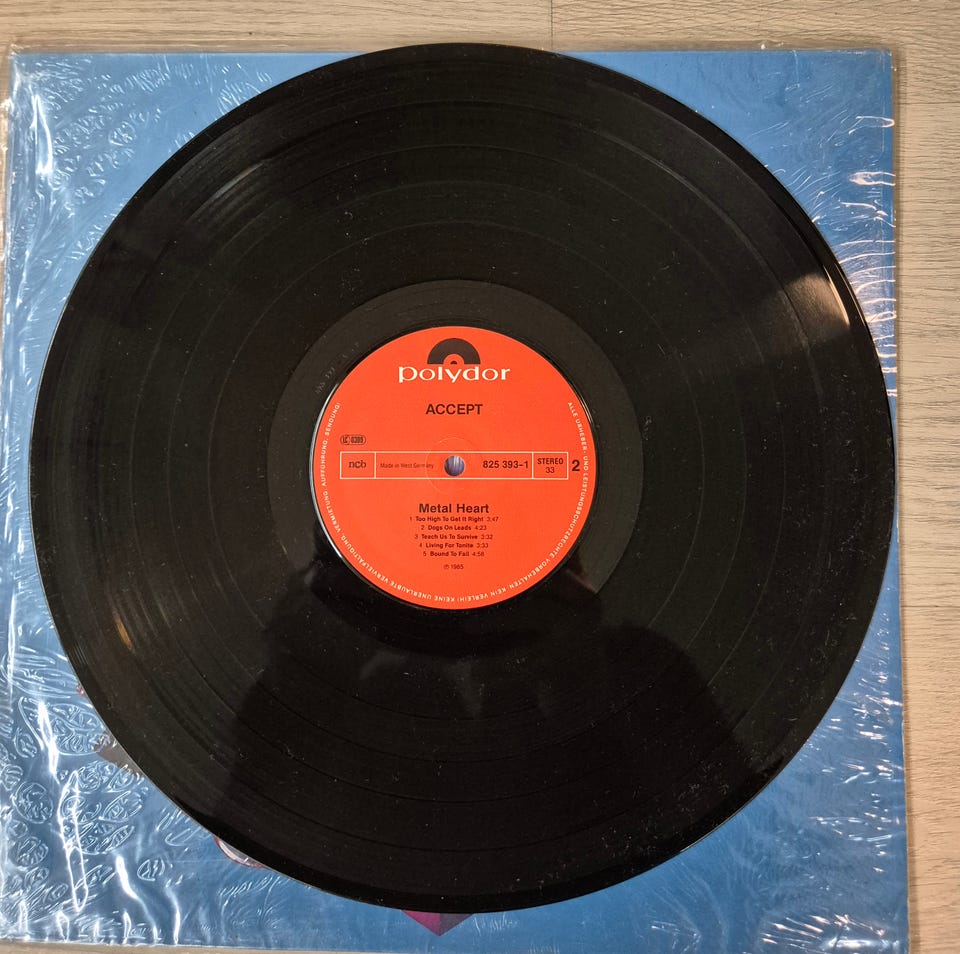 polydor
ACCEPT
LC 0309
ncb
Made in West Germany
825 393-1
STEREO
33
2
Metal Heart
1 Too High To Get It Right 3:47
2 Dogs On Leads 4:23
3 Teach Us To Survive 3:32
4 Living For Tonite 3:33
5 Bound To Fail 4:58
℗ 1985
ALLE URHEBER- UND LEISTUNGSSCHUTZRECHTE VORBEHALTEN. KEIN VERLEIH! KEINE UNERLAUBTE VERVIELFÄLTIGUNG, VERMIETUNG, AUFFÜHRUNG, SENDUNG!